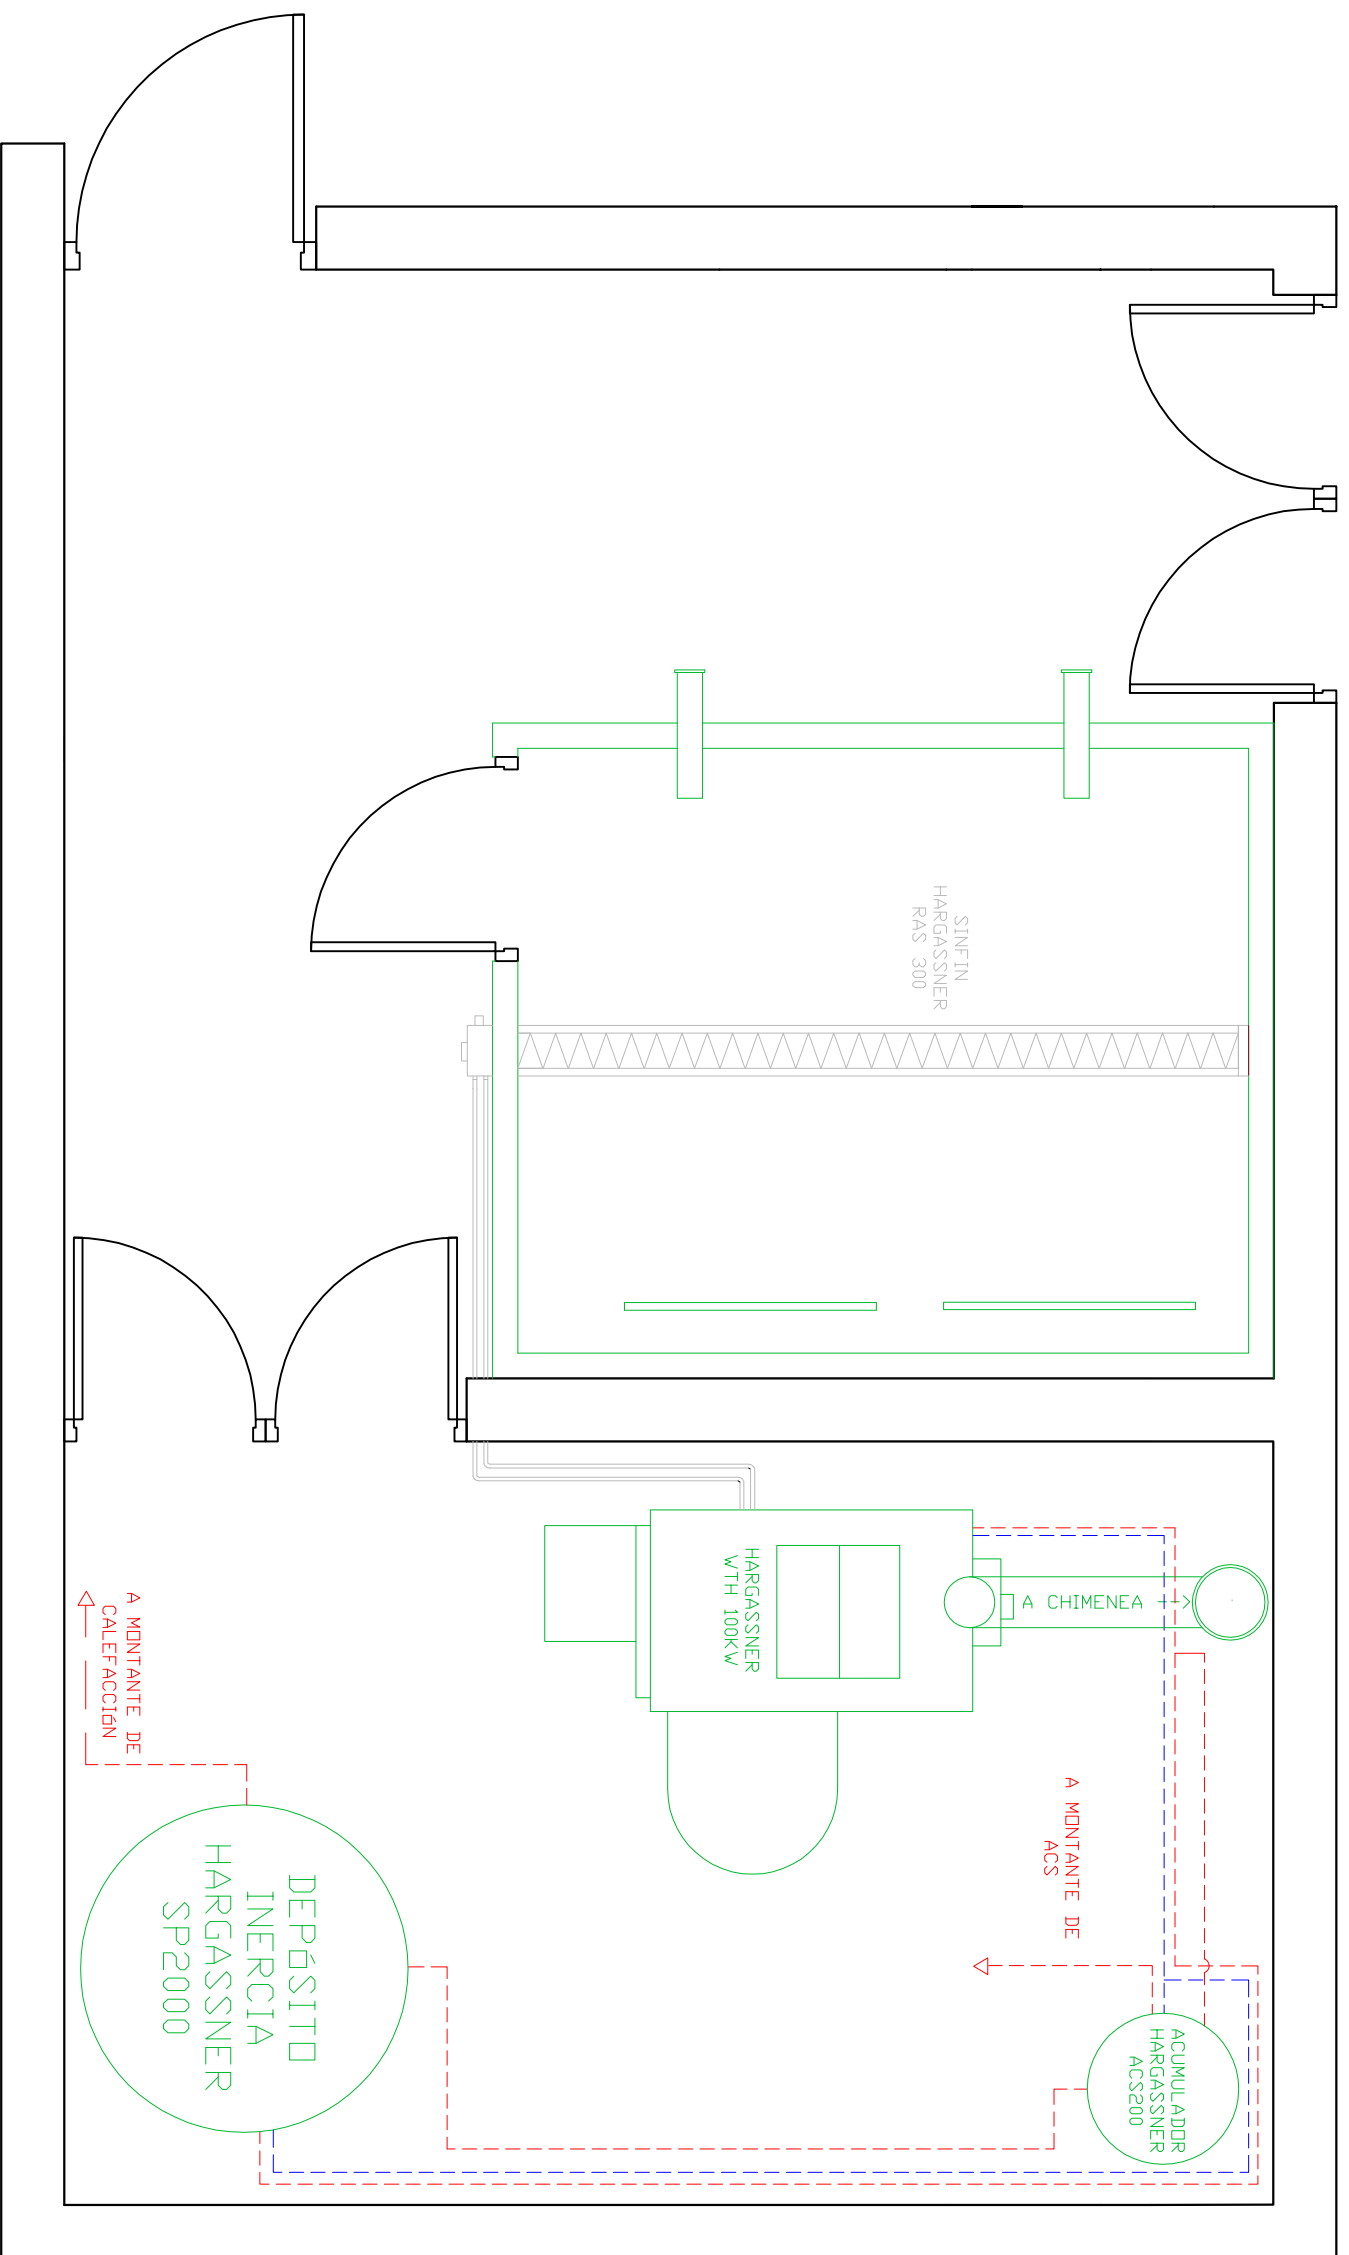 SINFIN
HARGASSNER
RAS 300
HARGASSNER
WTH 100KW
A CHIMENEA -->
A MONTANTE DE
CALEFACCIÓN
A MONTANTE DE
ACS
DEPÓSITO
INERCIA
HARGASSNER
SP2000
ACUMULADOR
HARGASSNER
ACS200